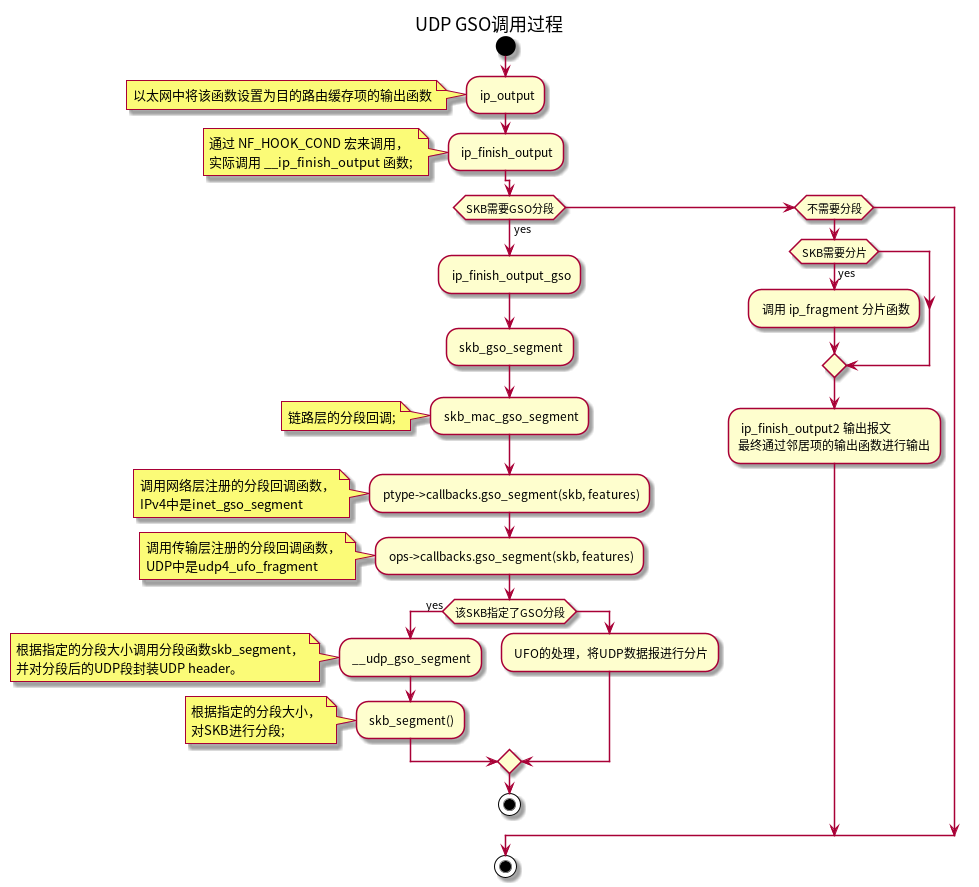 UDP GSO调用过程
以太网中将该函数设置为目的路由缓存项的输出函数
ip_output
通过 NF_HOOK_COND 宏来调用，
实际调用 __ip_finish_output 函数;
ip_finish_output
SKB需要GSO分段
不需要分段
yes
SKB需要分片
yes
ip_finish_output_gso
调用 ip_fragment 分片函数
skb_gso_segment
链路层的分段回调;
skb_mac_gso_segment
ip_finish_output2 输出报文
最终通过邻居项的输出函数进行输出
调用网络层注册的分段回调函数，
IPv4中是inet_gso_segment
ptype->callbacks.gso_segment(skb, features)
调用传输层注册的分段回调函数，
UDP中是udp4_ufo_fragment
ops->callbacks.gso_segment(skb, features)
yes
该SKB指定了GSO分段
根据指定的分段大小调用分段函数skb_segment，
并对分段后的UDP段封装UDP header。
__udp_gso_segment
UFO的处理，将UDP数据报进行分片
根据指定的分段大小，
对SKB进行分段;
skb_segment()